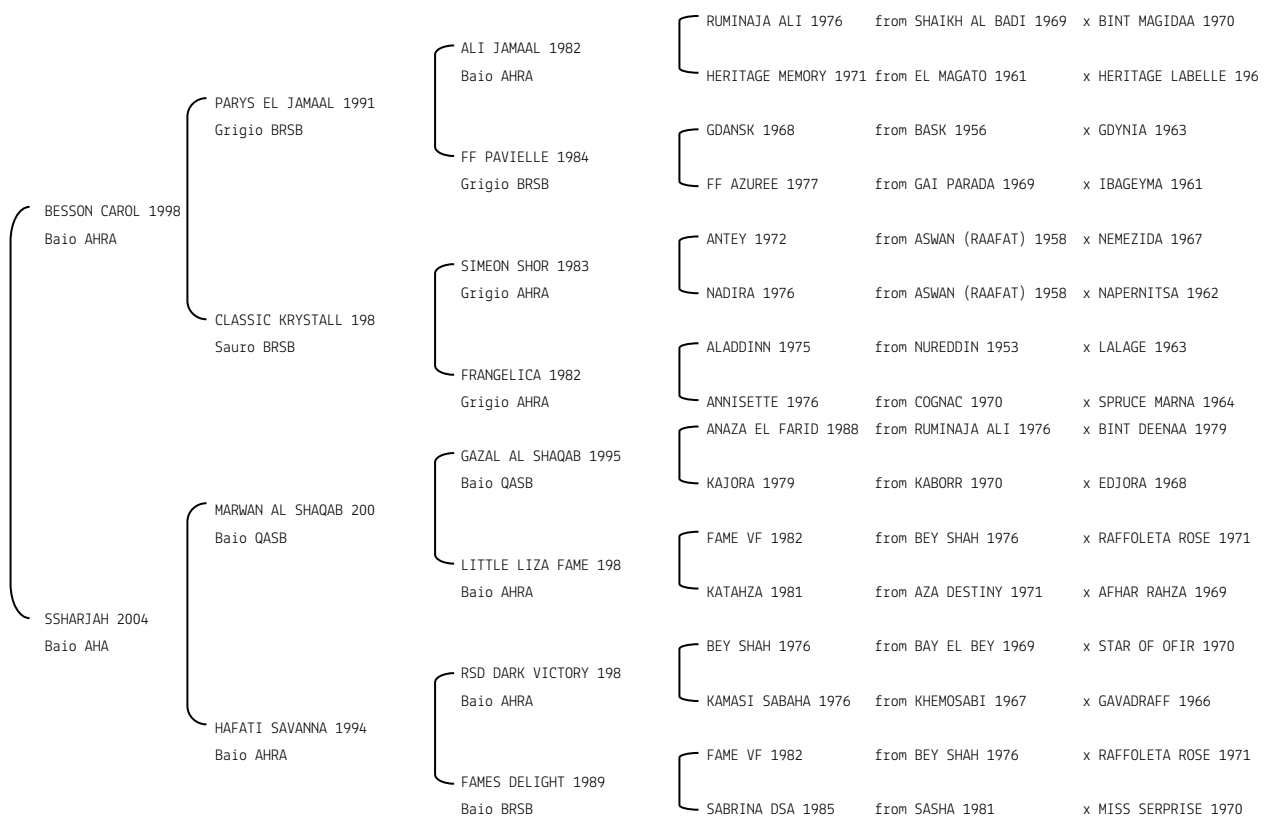 RUMINAJA ALI 1976 from SHAIKH AL BADI 1969 x BINT MAGIDAA 1970
ALI JAMAAL 1982
Baio AHRA
HERITAGE MEMORY 1971 from EL MAGATO 1961 x HERITAGE LABELLE 196
PARYS EL JAMAAL 1991
Grigio BRSB
GDANSK 1968 from BASK 1956 x GDYNIA 1963
FF PAVIELLE 1984
Grigio BRSB
FF AZUREE 1977 from GAI PARADA 1969 x IBAGEYMA 1961
BESSON CAROL 1998
Baio AHRA
ANTEY 1972 from ASWAN (RAAFAT) 1958 x NEMEZIDA 1967
SIMEON SHOR 1983
Grigio AHRA
NADIRA 1976 from ASWAN (RAAFAT) 1958 x NAPERNITSA 1962
CLASSIC KRYSTALL 198
Sauro BRSB
ALADDINN 1975 from NUREDDIN 1953 x LALAGE 1963
FRANGELICA 1982
Grigio AHRA
ANNISETTE 1976 from COGNAC 1970 x SPRUCE MARNA 1964
ANAZA EL FARID 1988 from RUMINAJA ALI 1976 x BINT DEENAA 1979
GAZAL AL SHAQAB 1995
Baio QASB
KAJORA 1979 from KABORR 1970 x EDJORA 1968
MARWAN AL SHAQAB 200
Baio QASB
FAME VF 1982 from BEY SHAH 1976 x RAFFOLETA ROSE 1971
LITTLE LIZA FAME 198
Baio AHRA
KATAHZA 1981 from AZA DESTINY 1971 x AFHAR RAHZA 1969
SSHARJAH 2004
Baio AHA
BEY SHAH 1976 from BAY EL BEY 1969 x STAR OF OFIR 1970
RSD DARK VICTORY 198
Baio AHRA
KAMASI SABAHA 1976 from KHEMOSABI 1967 x GAVADRAFF 1966
HAFATI SAVANNA 1994
Baio AHRA
FAME VF 1982 from BEY SHAH 1976 x RAFFOLETA ROSE 1971
FAMES DELIGHT 1989
Baio BRSB
SABRINA DSA 1985 from SASHA 1981 x MISS SERPRISE 1970